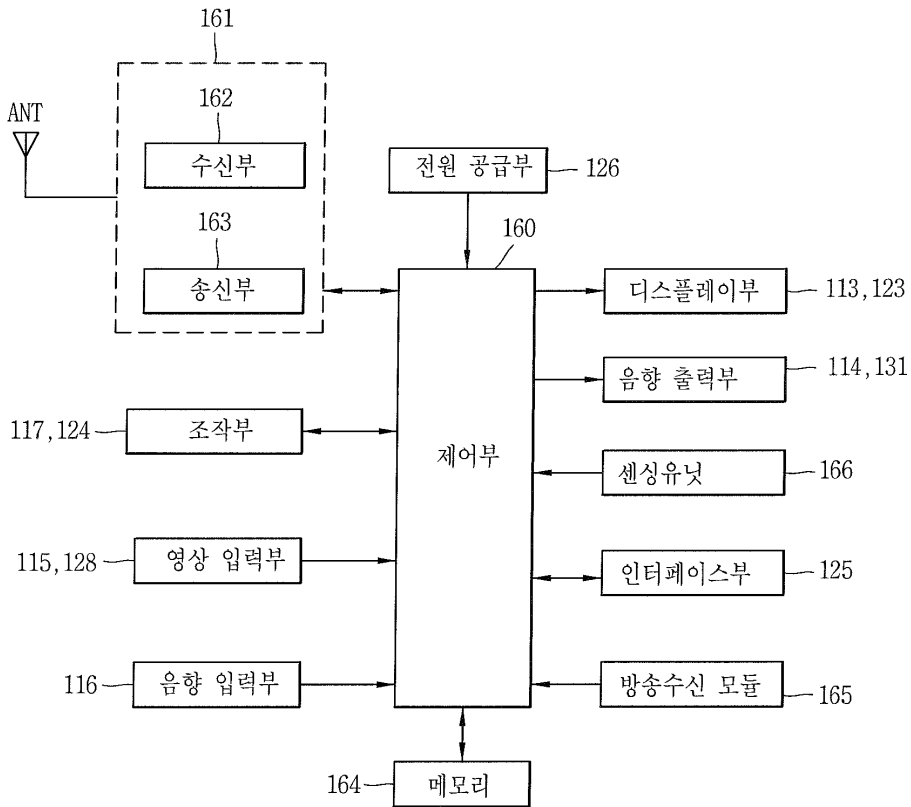 161
ANT
162
수신부
전원 공급부
126
163
160
송신부
디스플레이부
113,123
음향 출력부
114,131
117,124
조작부
제어부
센싱유닛
166
115,128
영상 입력부
인터페이스부
125
116
음향 입력부
방송수신 모듈
165
164
메모리